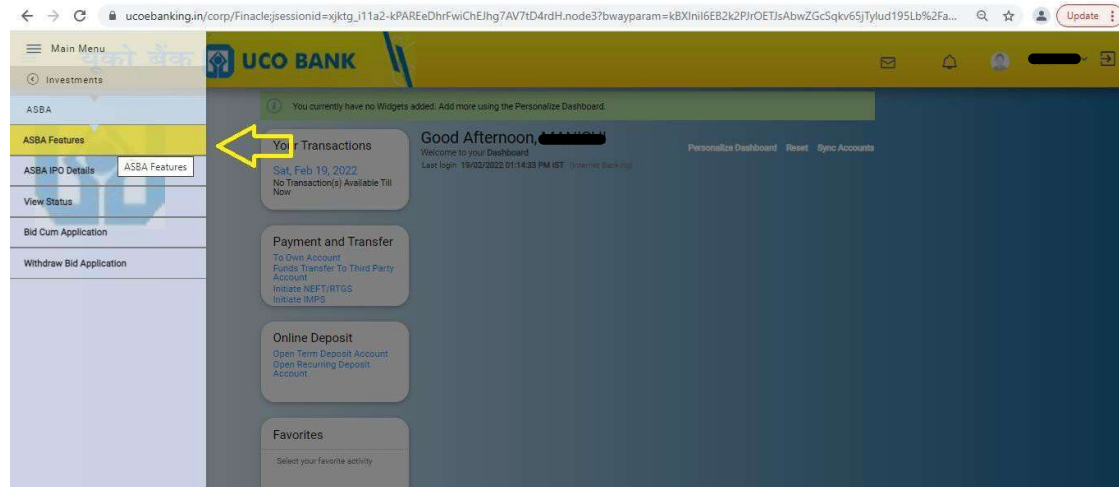 ucoebanking.in/corp/Finacle;jsessionid=xjktg_i11a2-kPAREeDhrFwiChEJhg7AV7tD4rdH.node3?bwayparam=kBXlniI6EB2k2PJrOETJsAbwZGcSqkv65jTylud195Lb%2Fa...
Update
Main Menu
यूको बैंक
UCO BANK
Investments
ASBA
ASBA Features
ASBA IPO Details
ASBA Features
View Status
Bid Cum Application
Withdraw Bid Application
You currently have no Widgets added. Add more using the Personalize Dashboard.
Your Transactions
Sat, Feb 19, 2022
No Transaction(s) Available Till
Now
Good Afternoon,
Welcome to your Dashboard
Last login 19/02/2022 01:14:33 PM IST (Internet Banking)
Personalize Dashboard Reset Sync Accounts
Payment and Transfer
To Own Account
Funds Transfer To Third Party
Account
Initiate NEFT/RTGS
Initiate IMPS
Online Deposit
Open Term Deposit Account
Open Recurring Deposit
Account
Favorites
Select your favorite activity